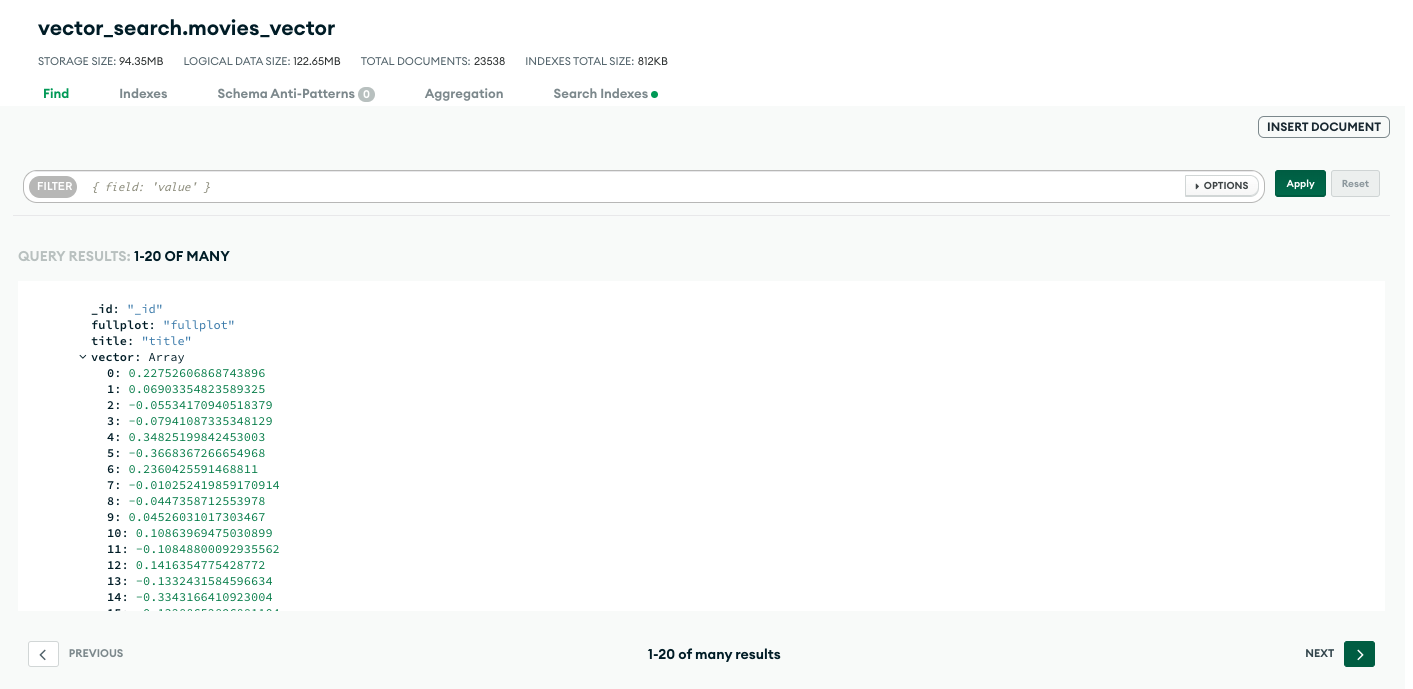 vector_search.movies_vector
STORAGE SIZE: 94.35MB LOGICAL DATA SIZE: 122.65MB TOTAL DOCUMENTS: 23538 INDEXES TOTAL SIZE: 812KB
Find Indexes Schema Anti-Patterns 0 Aggregation Search Indexes
INSERT DOCUMENT
FILTER { field: 'value' } OPTIONS Apply Reset
QUERY RESULTS: 1-20 OF MANY
_id: "_id"
fullplot: "fullplot"
title: "title"
vector: Array
0: 0.22752606868743896
1: 0.06903354823589325
2: -0.05534170940518379
3: -0.07941087335348129
4: 0.34825199842453003
5: -0.3668367266654968
6: 0.2360425591468811
7: -0.010252419859170914
8: -0.0447358712553978
9: 0.04526031017303467
10: 0.10863969475030899
11: -0.10848800092935562
12: 0.1416354775428772
13: -0.1332431584596634
14: -0.3343166410923004
PREVIOUS 1-20 of many results NEXT